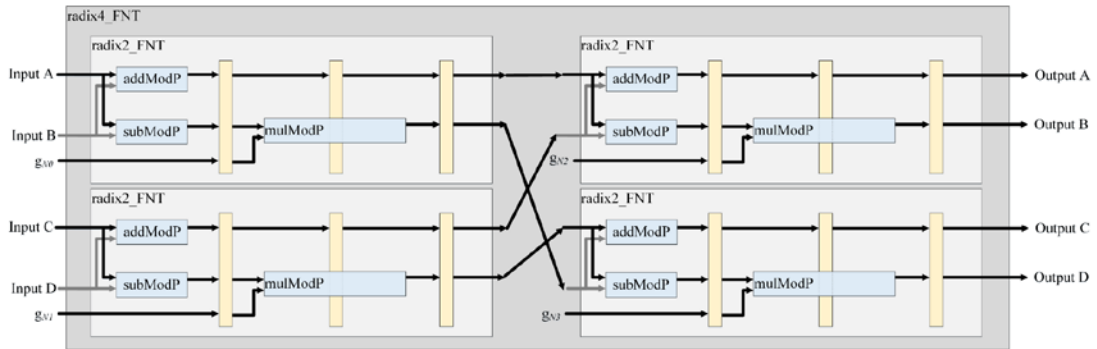 radix4_FNT
radix2_FNT
radix2_FNT
Input A
addModP
addModP
Output A
Input B
subModP
mulModP
subModP
mulModP
Output B
gN0
gN2
radix2_FNT
radix2_FNT
Input C
addModP
addModP
Output C
Input D
subModP
mulModP
subModP
mulModP
Output D
gN1
gN3